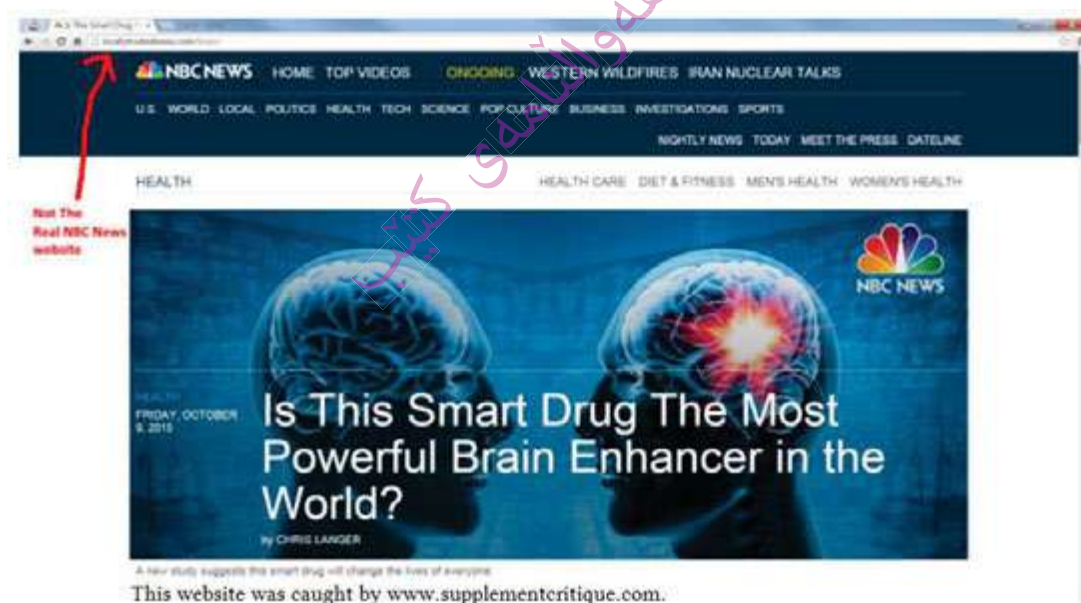 NBC NEWS HOME TOP VIDEOS ONGOING WESTERN WILDFIRES IRAN NUCLEAR TALKS
U.S. WORLD LOCAL POLITICS HEALTH TECH SCIENCE POP CULTURE BUSINESS INVESTIGATIONS SPORTS
NIGHTLY NEWS TODAY MEET THE PRESS DATELINE
HEALTH HEALTH CARE DIET & FITNESS MEN'S HEALTH WOMEN'S HEALTH
Not The
Real NBC News
website
NBC NEWS
HEALTH
FRIDAY, OCTOBER
9, 2015
Is This Smart Drug The Most
Powerful Brain Enhancer in the
World?
by CHRIS LANGER
A new study suggests this smart drug will change the lives of everyone
This website was caught by www.supplementcritique.com.